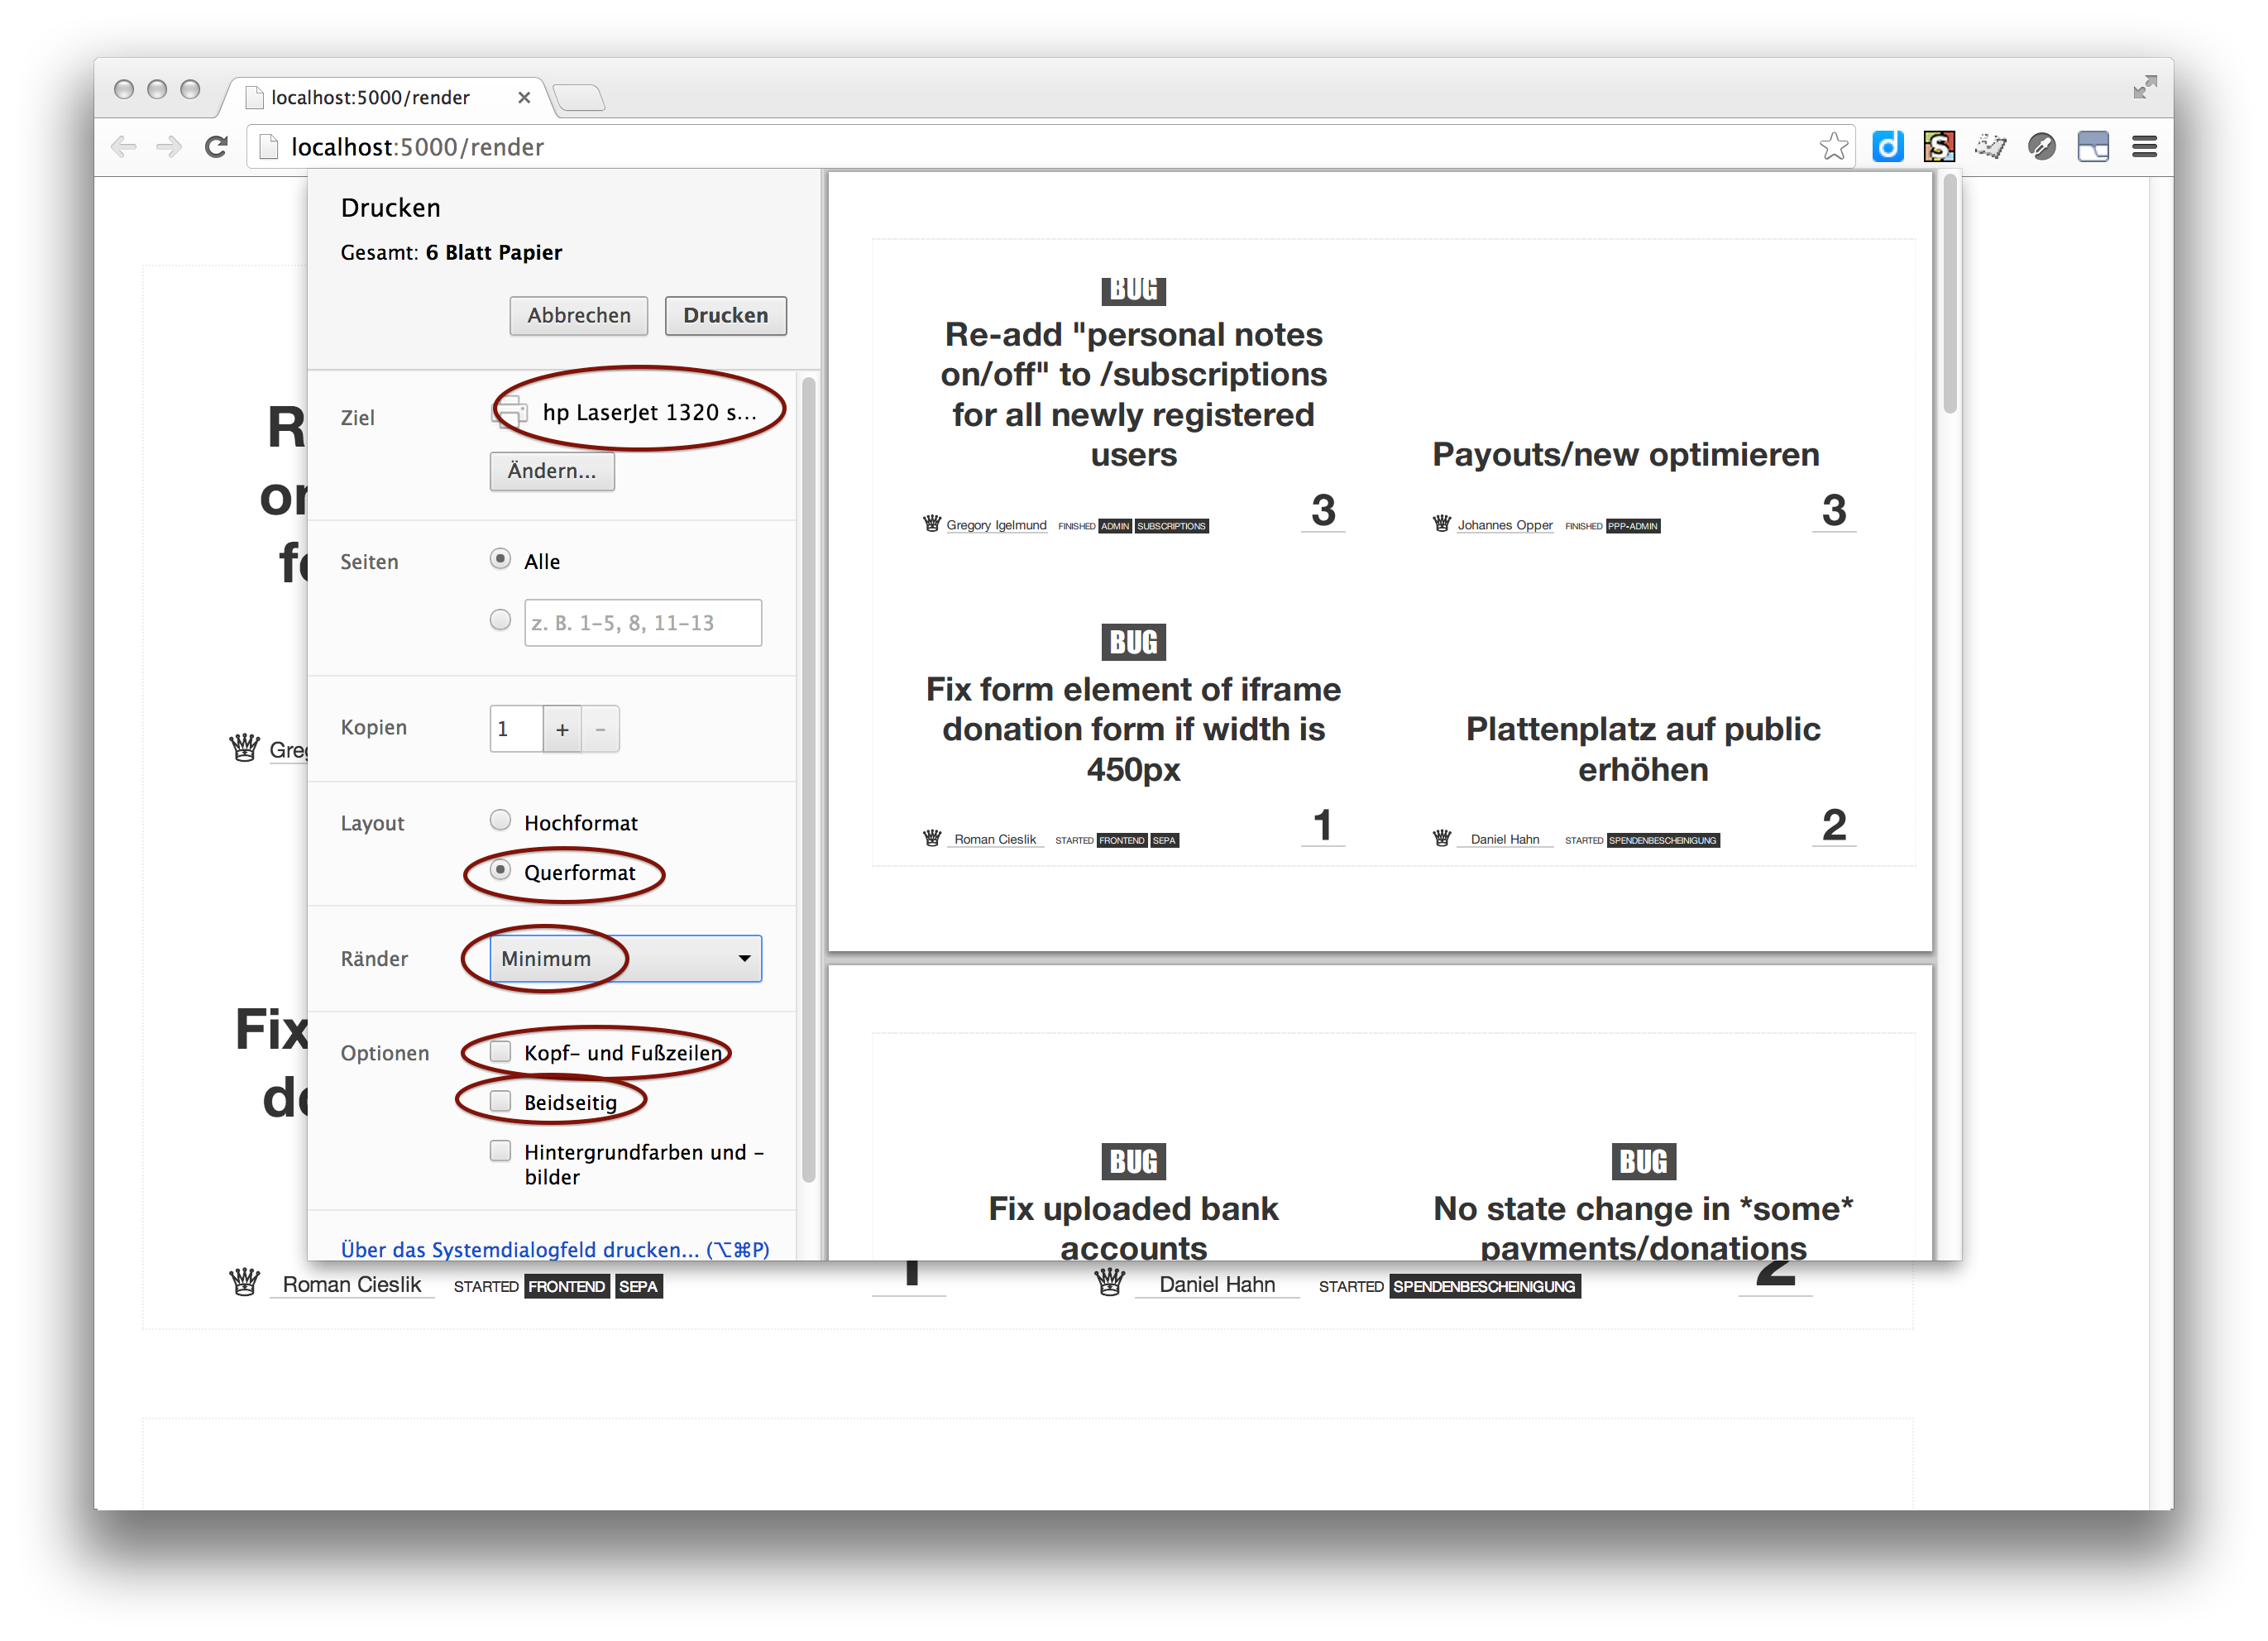 localhost:5000/render
localhost:5000/render
Drucken
Gesamt: 6 Blatt Papier
Abbrechen
Drucken
Ziel
hp LaserJet 1320 s...
Ändern...
Seiten
Alle
z. B. 1-5, 8, 11-13
Kopien
1
+
-
Layout
Hochformat
Querformat
Ränder
Minimum
Optionen
Kopf- und Fußzeilen
Beidseitig
Hintergrundfarben und -
bilder
Über das Systemdialogfeld drucken... (⌥⌘P)
BUG
Re-add "personal notes
on/off" to /subscriptions
for all newly registered
users
Gregory Igelmund FINISHED ADMIN SUBSCRIPTIONS
3
Payouts/new optimieren
Johannes Opper FINISHED PPP-ADMIN
3
BUG
Fix form element of iframe
donation form if width is
450px
Roman Cieslik STARTED FRONTEND SEPA
1
Plattenplatz auf public
erhöhen
Daniel Hahn STARTED SPENDENBESCHEINIGUNG
2
BUG
Fix uploaded bank
accounts
BUG
No state change in *some*
payments/donations
R
or
fo
Greg
Fix
do
Roman Cieslik STARTED FRONTEND SEPA
1
Daniel Hahn STARTED SPENDENBESCHEINIGUNG
2